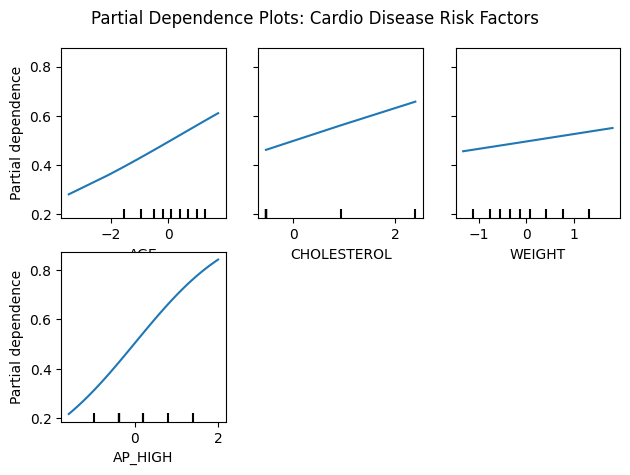 Partial Dependence Plots: Cardio Disease Risk Factors
Partial dependence
0.8
0.6
0.4
0.2
−2 0
AGE
0 2
CHOLESTEROL
−1 0 1
WEIGHT
Partial dependence
0.8
0.6
0.4
0.2
0 2
AP_HIGH